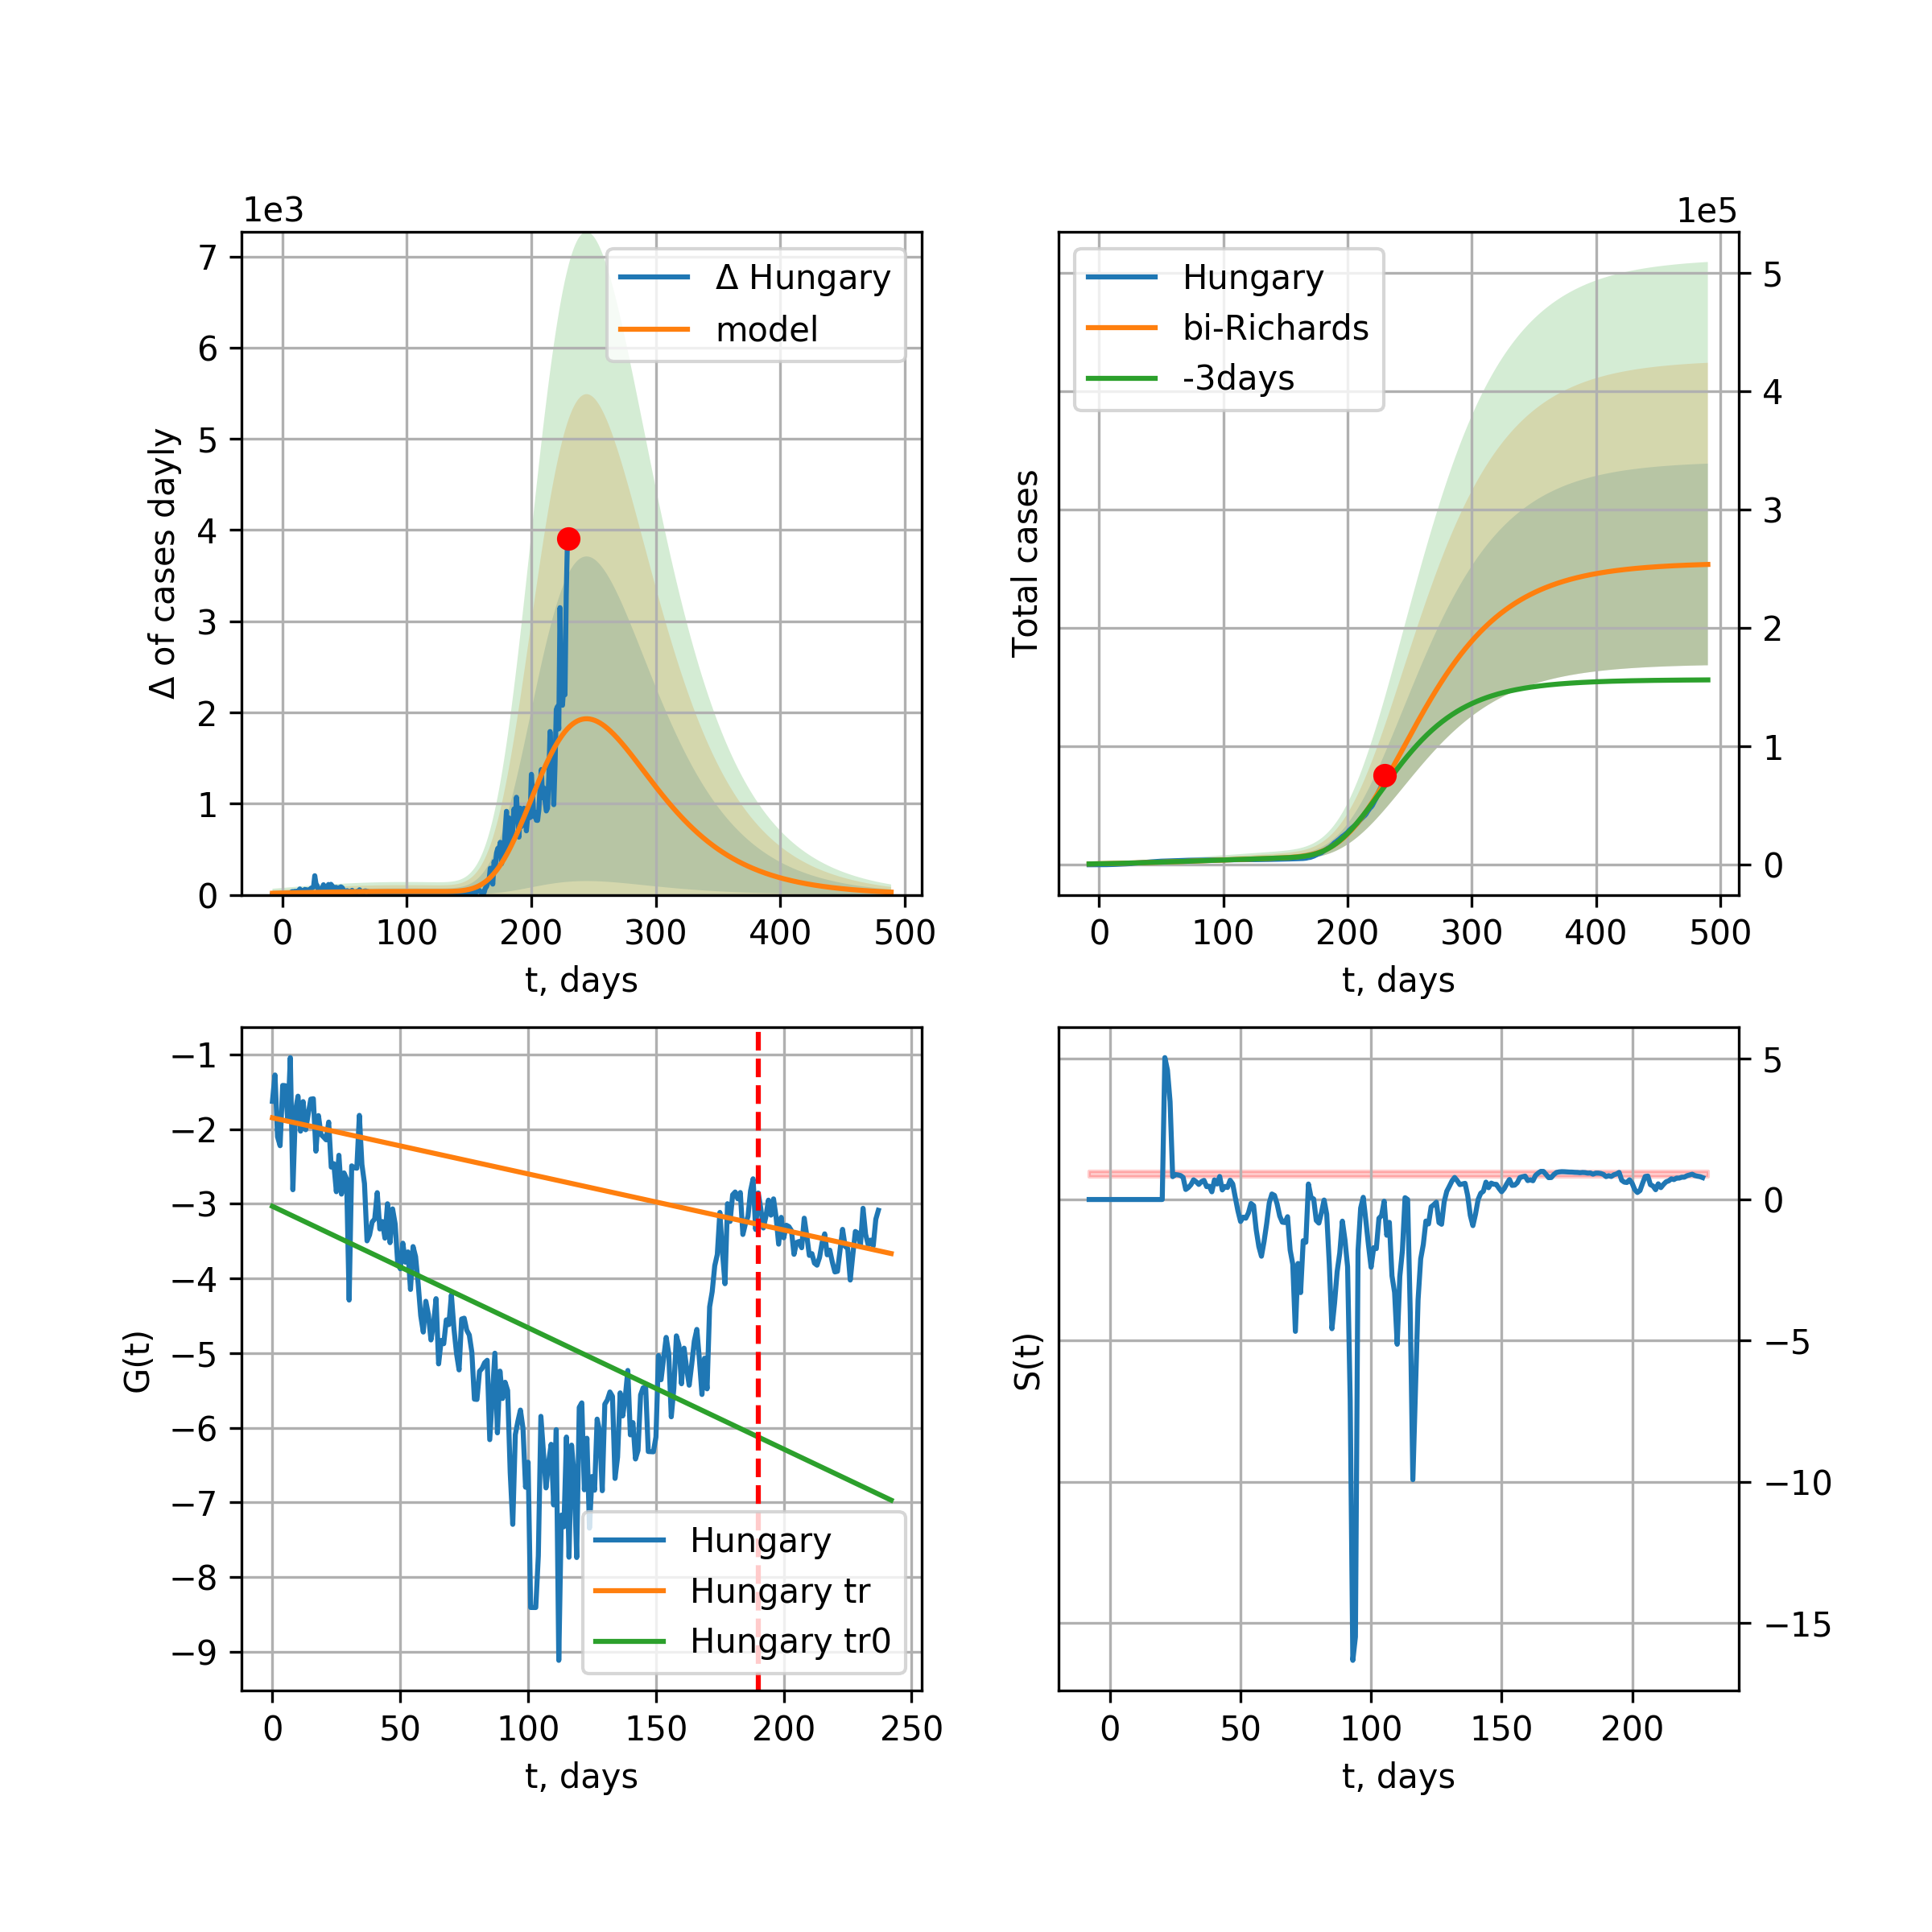 1e3
7
6
5
4
3
2
1
0
Δ of cases dayly
Δ Hungary
model
0 100 200 300 400 500
t, days
1e5
Total cases
Hungary
bi-Richards
-3days
5
4
3
2
1
0
0 100 200 300 400 500
t, days
−1
−2
−3
−4
−5
−6
−7
−8
−9
G(t)
Hungary
Hungary tr
Hungary tr0
0 50 100 150 200 250
t, days
S(t)
5
0
−5
−10
−15
0 50 100 150 200
t, days